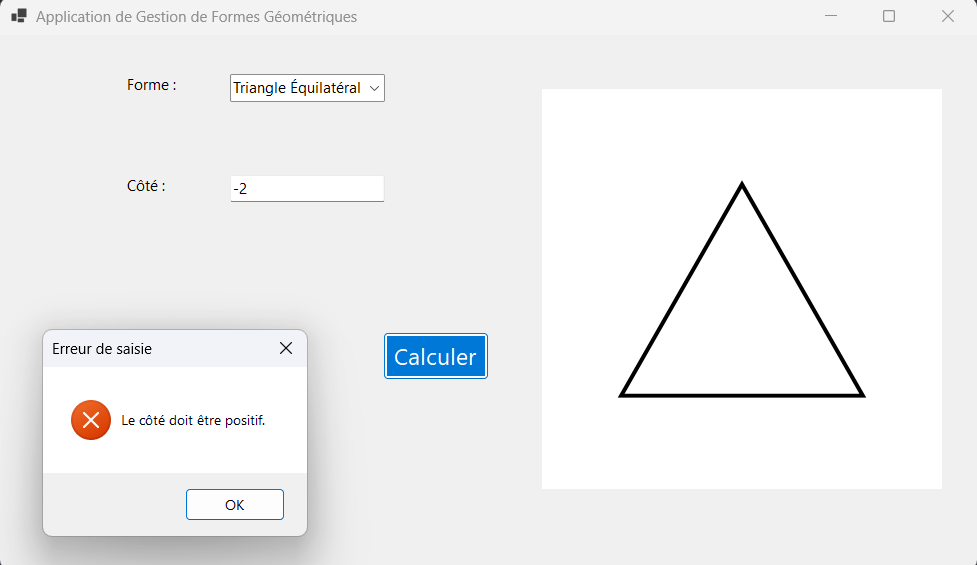 Application de Gestion de Formes Géométriques
Forme :
Triangle Équilatéral
Côté :
-2
Calculer
Erreur de saisie
Le côté doit être positif.
OK